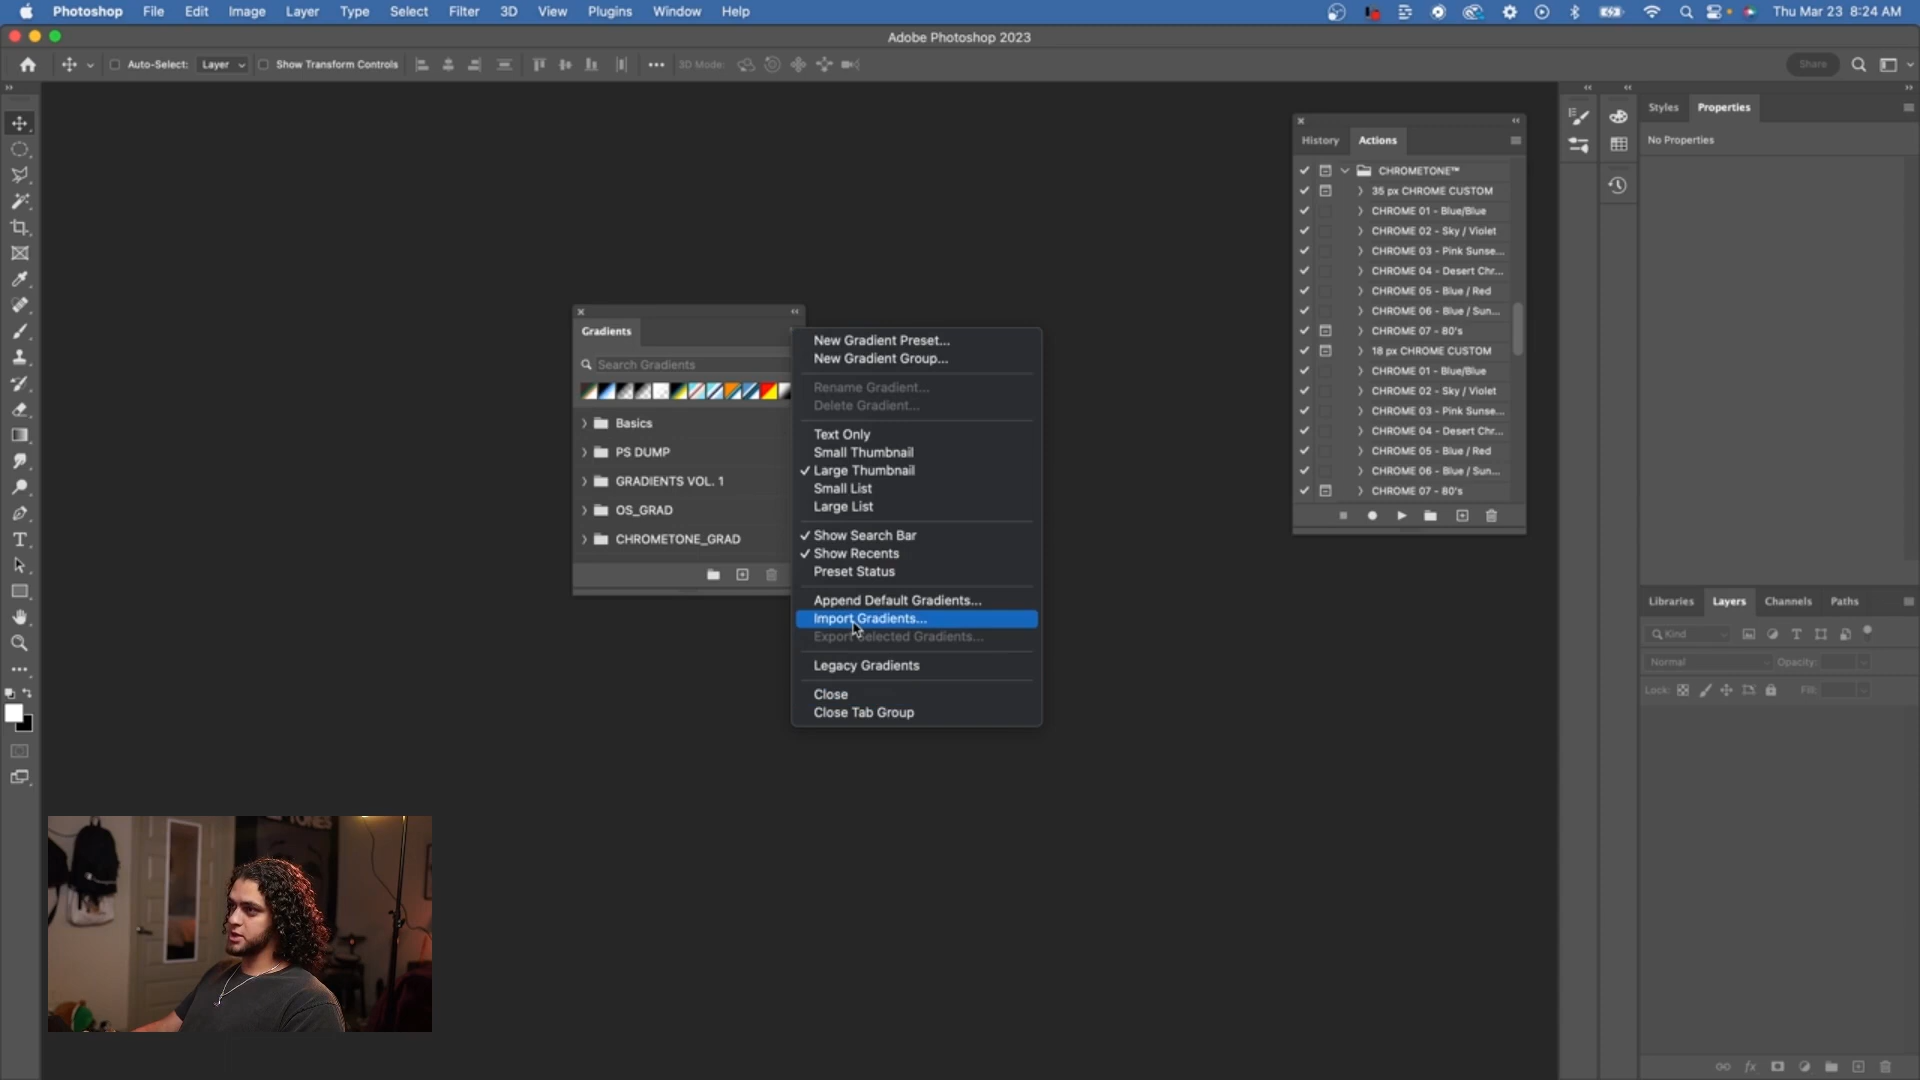 Photoshop File Edit Image Layer Type Select Filter 3D View Plugins Window Help Thu Mar 23 8:24 AM
Adobe Photoshop 2023
Auto-Select: Layer Show Transform Controls 3D Mode: Share
Gradients
Search Gradients
Basics
PS DUMP
GRADIENTS VOL. 1
OS_GRAD
CHROMETONE_GRAD
New Gradient Preset...
New Gradient Group...
Rename Gradient...
Delete Gradient...
Text Only
Small Thumbnail
Large Thumbnail
Small List
Large List
Show Search Bar
Show Recents
Preset Status
Append Default Gradients...
Import Gradients...
Export Selected Gradients...
Legacy Gradients
Close
Close Tab Group
History Actions
CHROMETONE™
35 px CHROME CUSTOM
CHROME 01 - Blue/Blue
CHROME 02 - Sky / Violet
CHROME 03 - Pink Sunse...
CHROME 04 - Desert Chr...
CHROME 05 - Blue / Red
CHROME 06 - Blue / Sun...
CHROME 07 - 80's
18 px CHROME CUSTOM
CHROME 01 - Blue/Blue
CHROME 02 - Sky / Violet
CHROME 03 - Pink Sunse...
CHROME 04 - Desert Chr...
CHROME 05 - Blue / Red
CHROME 06 - Blue / Sun...
CHROME 07 - 80's
Styles Properties
No Properties
Libraries Layers Channels Paths
Kind
Normal Opacity:
Lock: Fill: